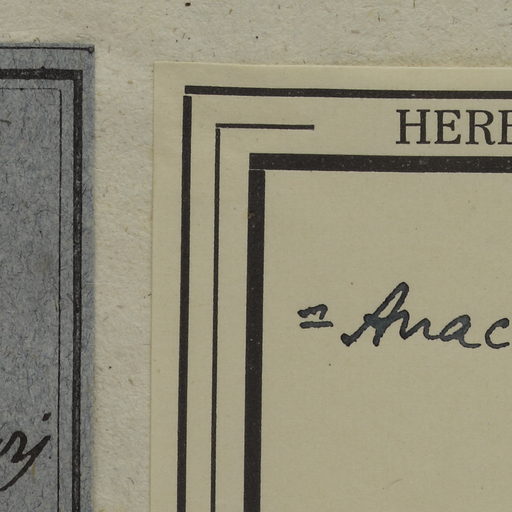 HERB
= Anac